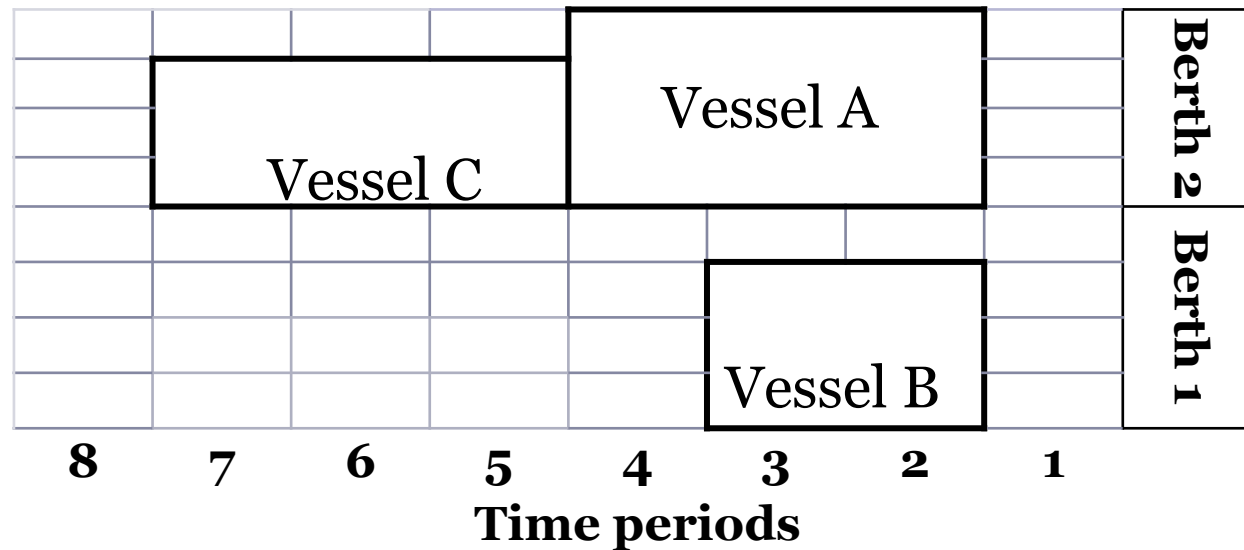 Vessel A
Vessel C
Vessel B
Berth 2
Berth 1
8 7 6 5 4 3 2 1
Time periods